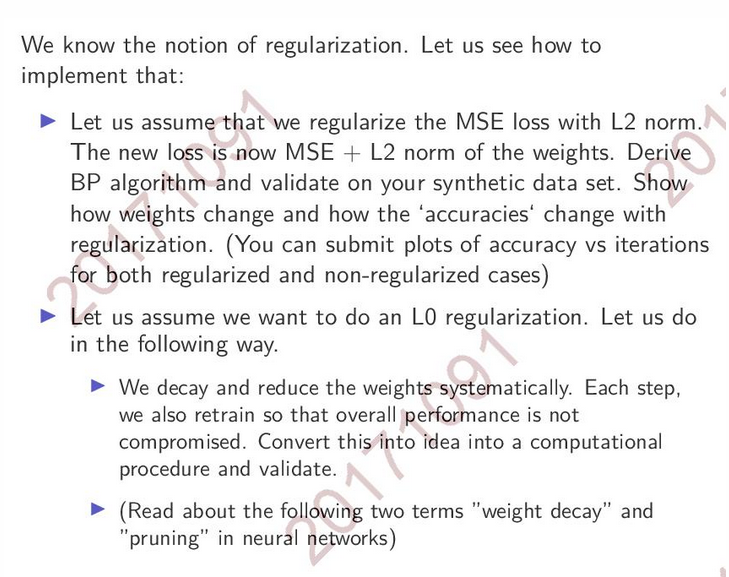 We know the notion of regularization. Let us see how to
implement that:
Let us assume that we regularize the MSE loss with L2 norm.
The new loss is now MSE + L2 norm of the weights. Derive
BP algorithm and validate on your synthetic data set. Show
how weights change and how the ‘accuracies‘ change with
regularization. (You can submit plots of accuracy vs iterations
for both regularized and non-regularized cases)
Let us assume we want to do an L0 regularization. Let us do
in the following way.
We decay and reduce the weights systematically. Each step,
we also retrain so that overall performance is not
compromised. Convert this into idea into a computational
procedure and validate.
(Read about the following two terms ”weight decay” and
”pruning” in neural networks)
20171091
20171091
2017